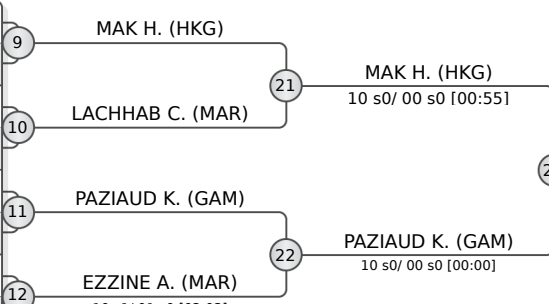 MAK H. (HKG)
9
21
MAK H. (HKG)
10 s0/ 00 s0 [00:55]
LACHHAB C. (MAR)
10
PAZIAUD K. (GAM)
11
22
PAZIAUD K. (GAM)
10 s0/ 00 s0 [00:00]
EZZINE A. (MAR)
12